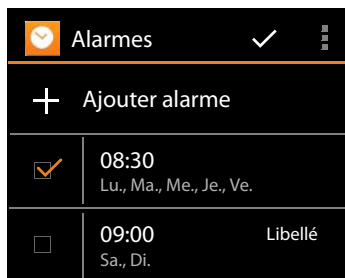 Alarmes
Ajouter alarme
08:30
Lu., Ma., Me., Je., Ve.
09:00 Libellé
Sa., Di.